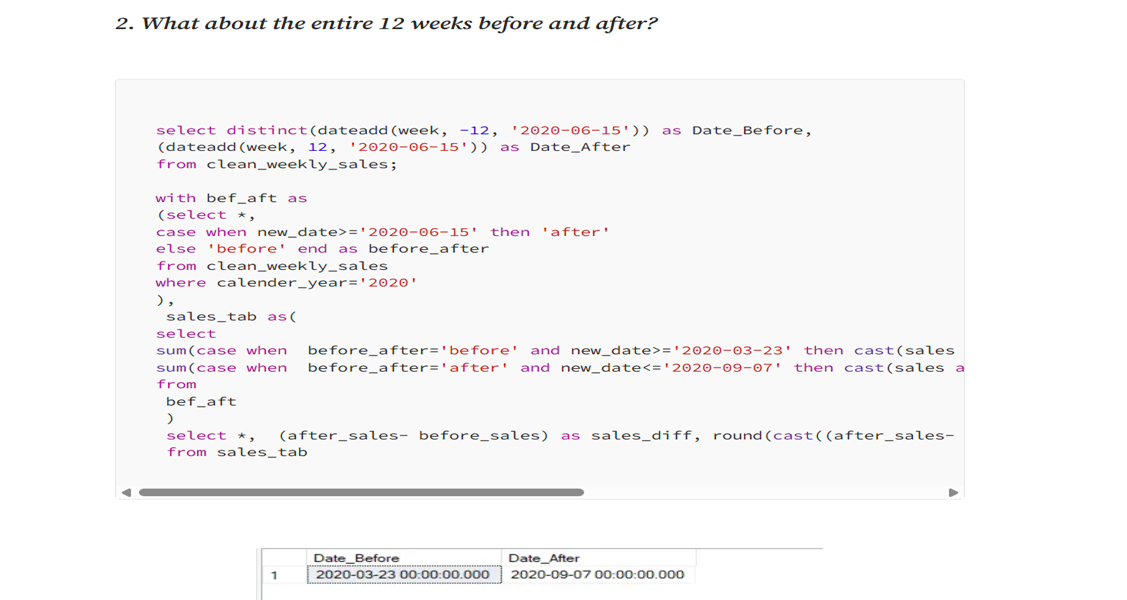 2. What about the entire 12 weeks before and after?
select distinct(dateadd(week, -12, '2020-06-15')) as Date_Before,
(dateadd(week, 12, '2020-06-15')) as Date_After
from clean_weekly_sales;
with bef_aft as
(select *,
case when new_date>='2020-06-15' then 'after'
else 'before' end as before_after
from clean_weekly_sales
where calender_year='2020'
),
sales_tab as(
select
sum(case when  before_after='before' and new_date>='2020-03-23' then cast(sales
sum(case when  before_after='after' and new_date<='2020-09-07' then cast(sales a
from
bef_aft
)
select *,  (after_sales- before_sales) as sales_diff, round(cast((after_sales-
from sales_tab
Date_Before Date_After
1 2020-03-23 00:00:00.000 2020-09-07 00:00:00.000